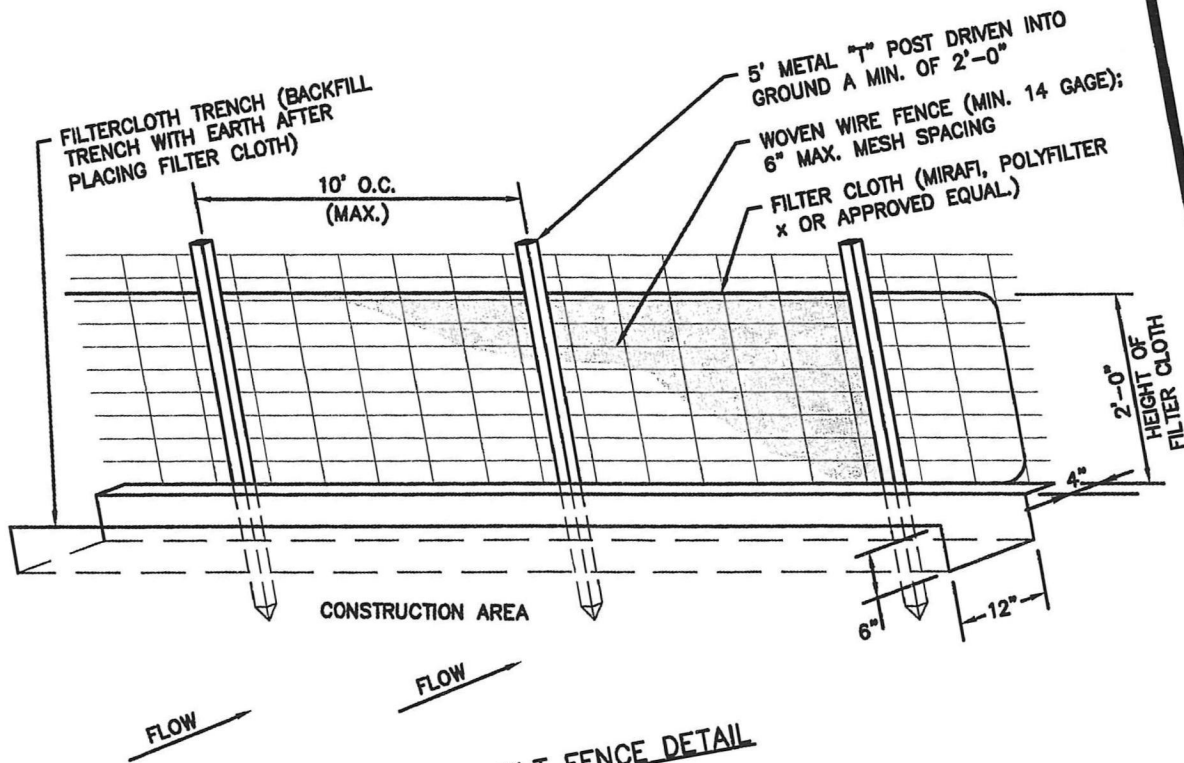 FILTERCLOTH TRENCH (BACKFILL
TRENCH WITH EARTH AFTER
PLACING FILTER CLOTH)
10' O.C.
(MAX.)
5' METAL "T" POST DRIVEN INTO
GROUND A MIN. OF 2'-0"
WOVEN WIRE FENCE (MIN. 14 GAGE);
6" MAX. MESH SPACING
FILTER CLOTH (MIRAFI, POLYFILTER
X OR APPROVED EQUAL.)
2'-0"
HEIGHT OF
FILTER CLOTH
4"
6"
12"
CONSTRUCTION AREA
FLOW
FLOW
FENCE DETAIL